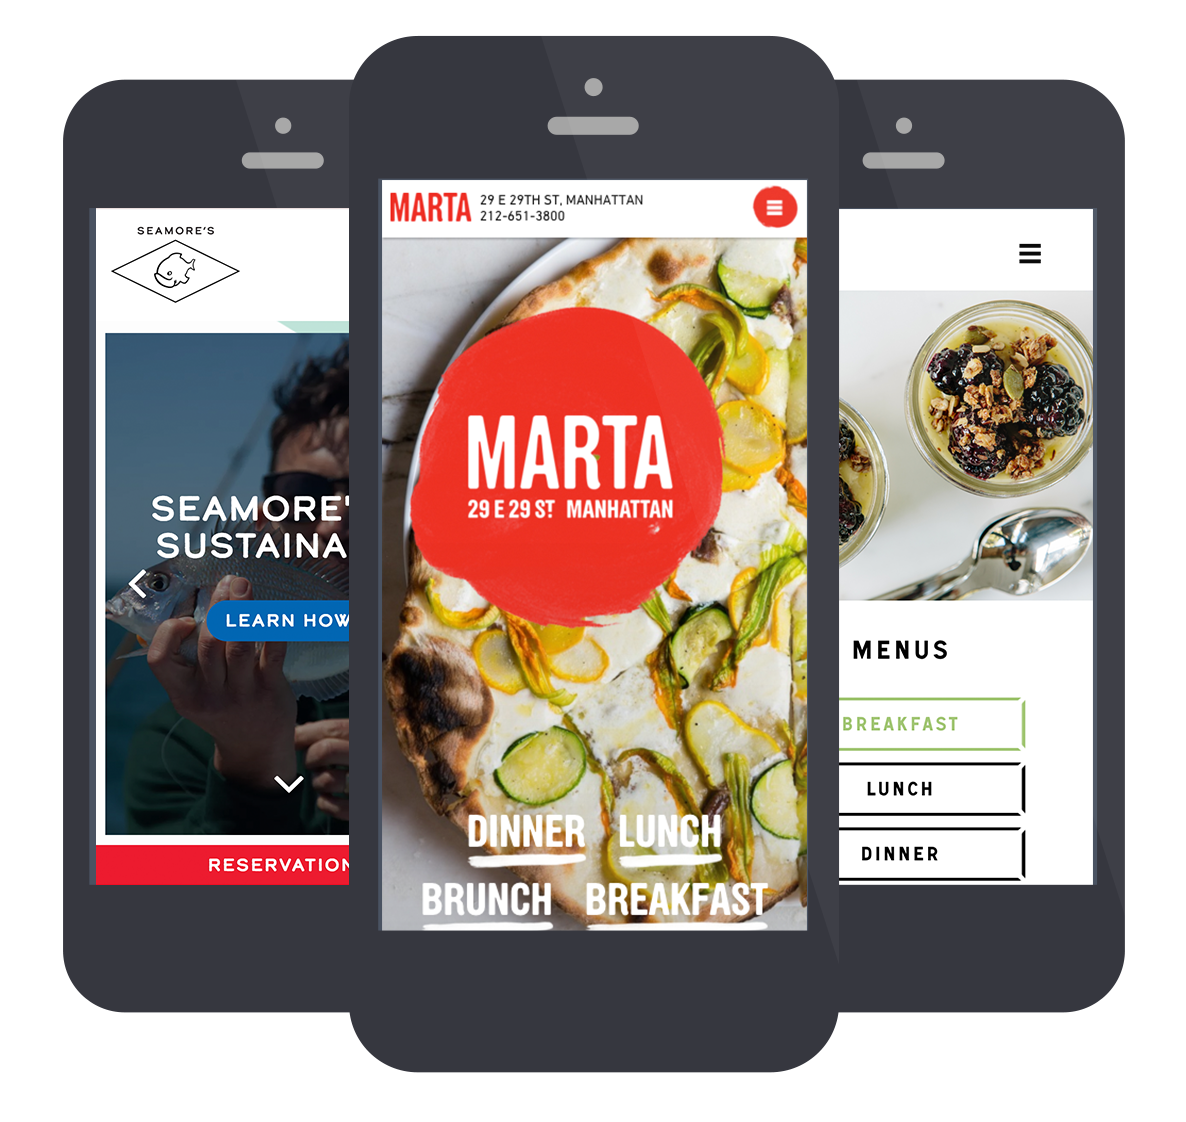 SEAMORE'S
SEAMORE'
SUSTAINA
LEARN HOW
RESERVATION
MARTA
29 E 29TH ST, MANHATTAN
212-651-3800
MARTA
29 E 29 ST MANHATTAN
DINNER LUNCH
BRUNCH BREAKFAST
MENUS
BREAKFAST
LUNCH
DINNER